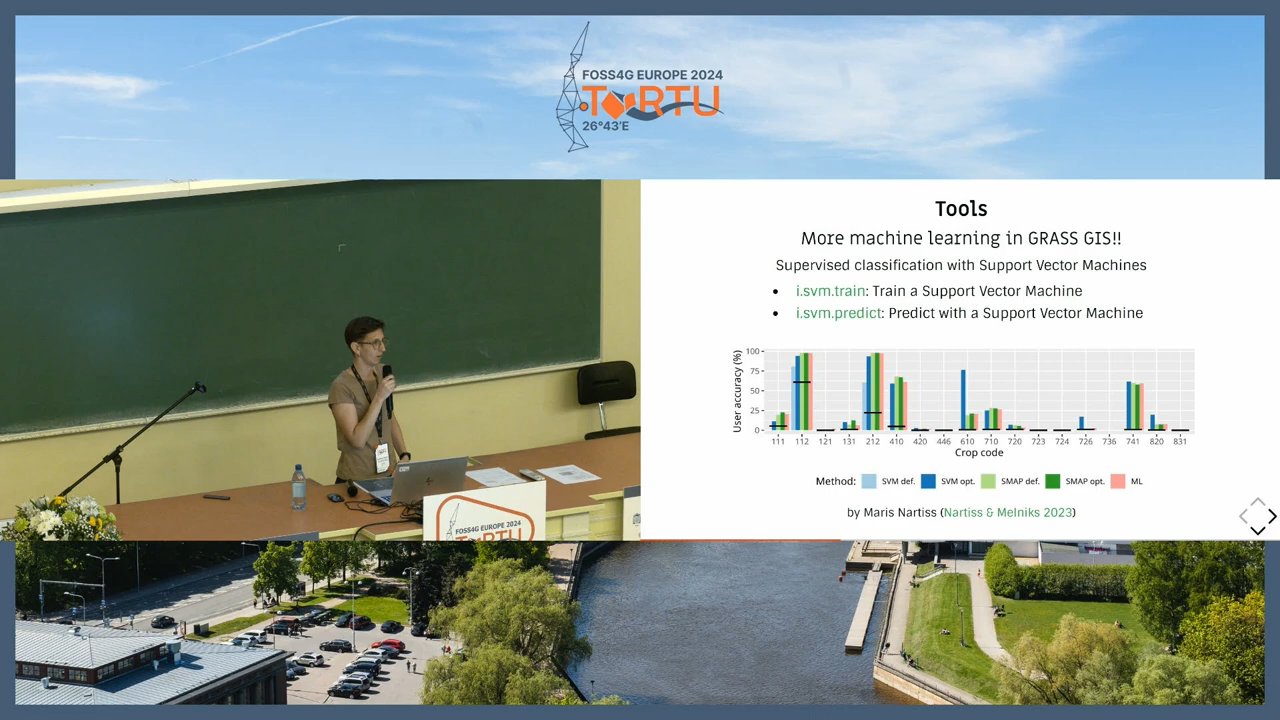 FOSS4G EUROPE 2024
TORTU
26°43'E
Tools
More machine learning in GRASS GIS!!
Supervised classification with Support Vector Machines
• i.svm.train: Train a Support Vector Machine
• i.svm.predict: Predict with a Support Vector Machine
User accuracy (%)
100
75
50
25
0
111 112 121 131 212 410 420 446 610 710 720 723 724 726 736 741 820 831
Crop code
Method: SVM def. SVM opt. SMAP def. SMAP opt. ML
by Maris Nartiss (Nartiss & Melniks 2023)
FOSS4G EUROPE 2024